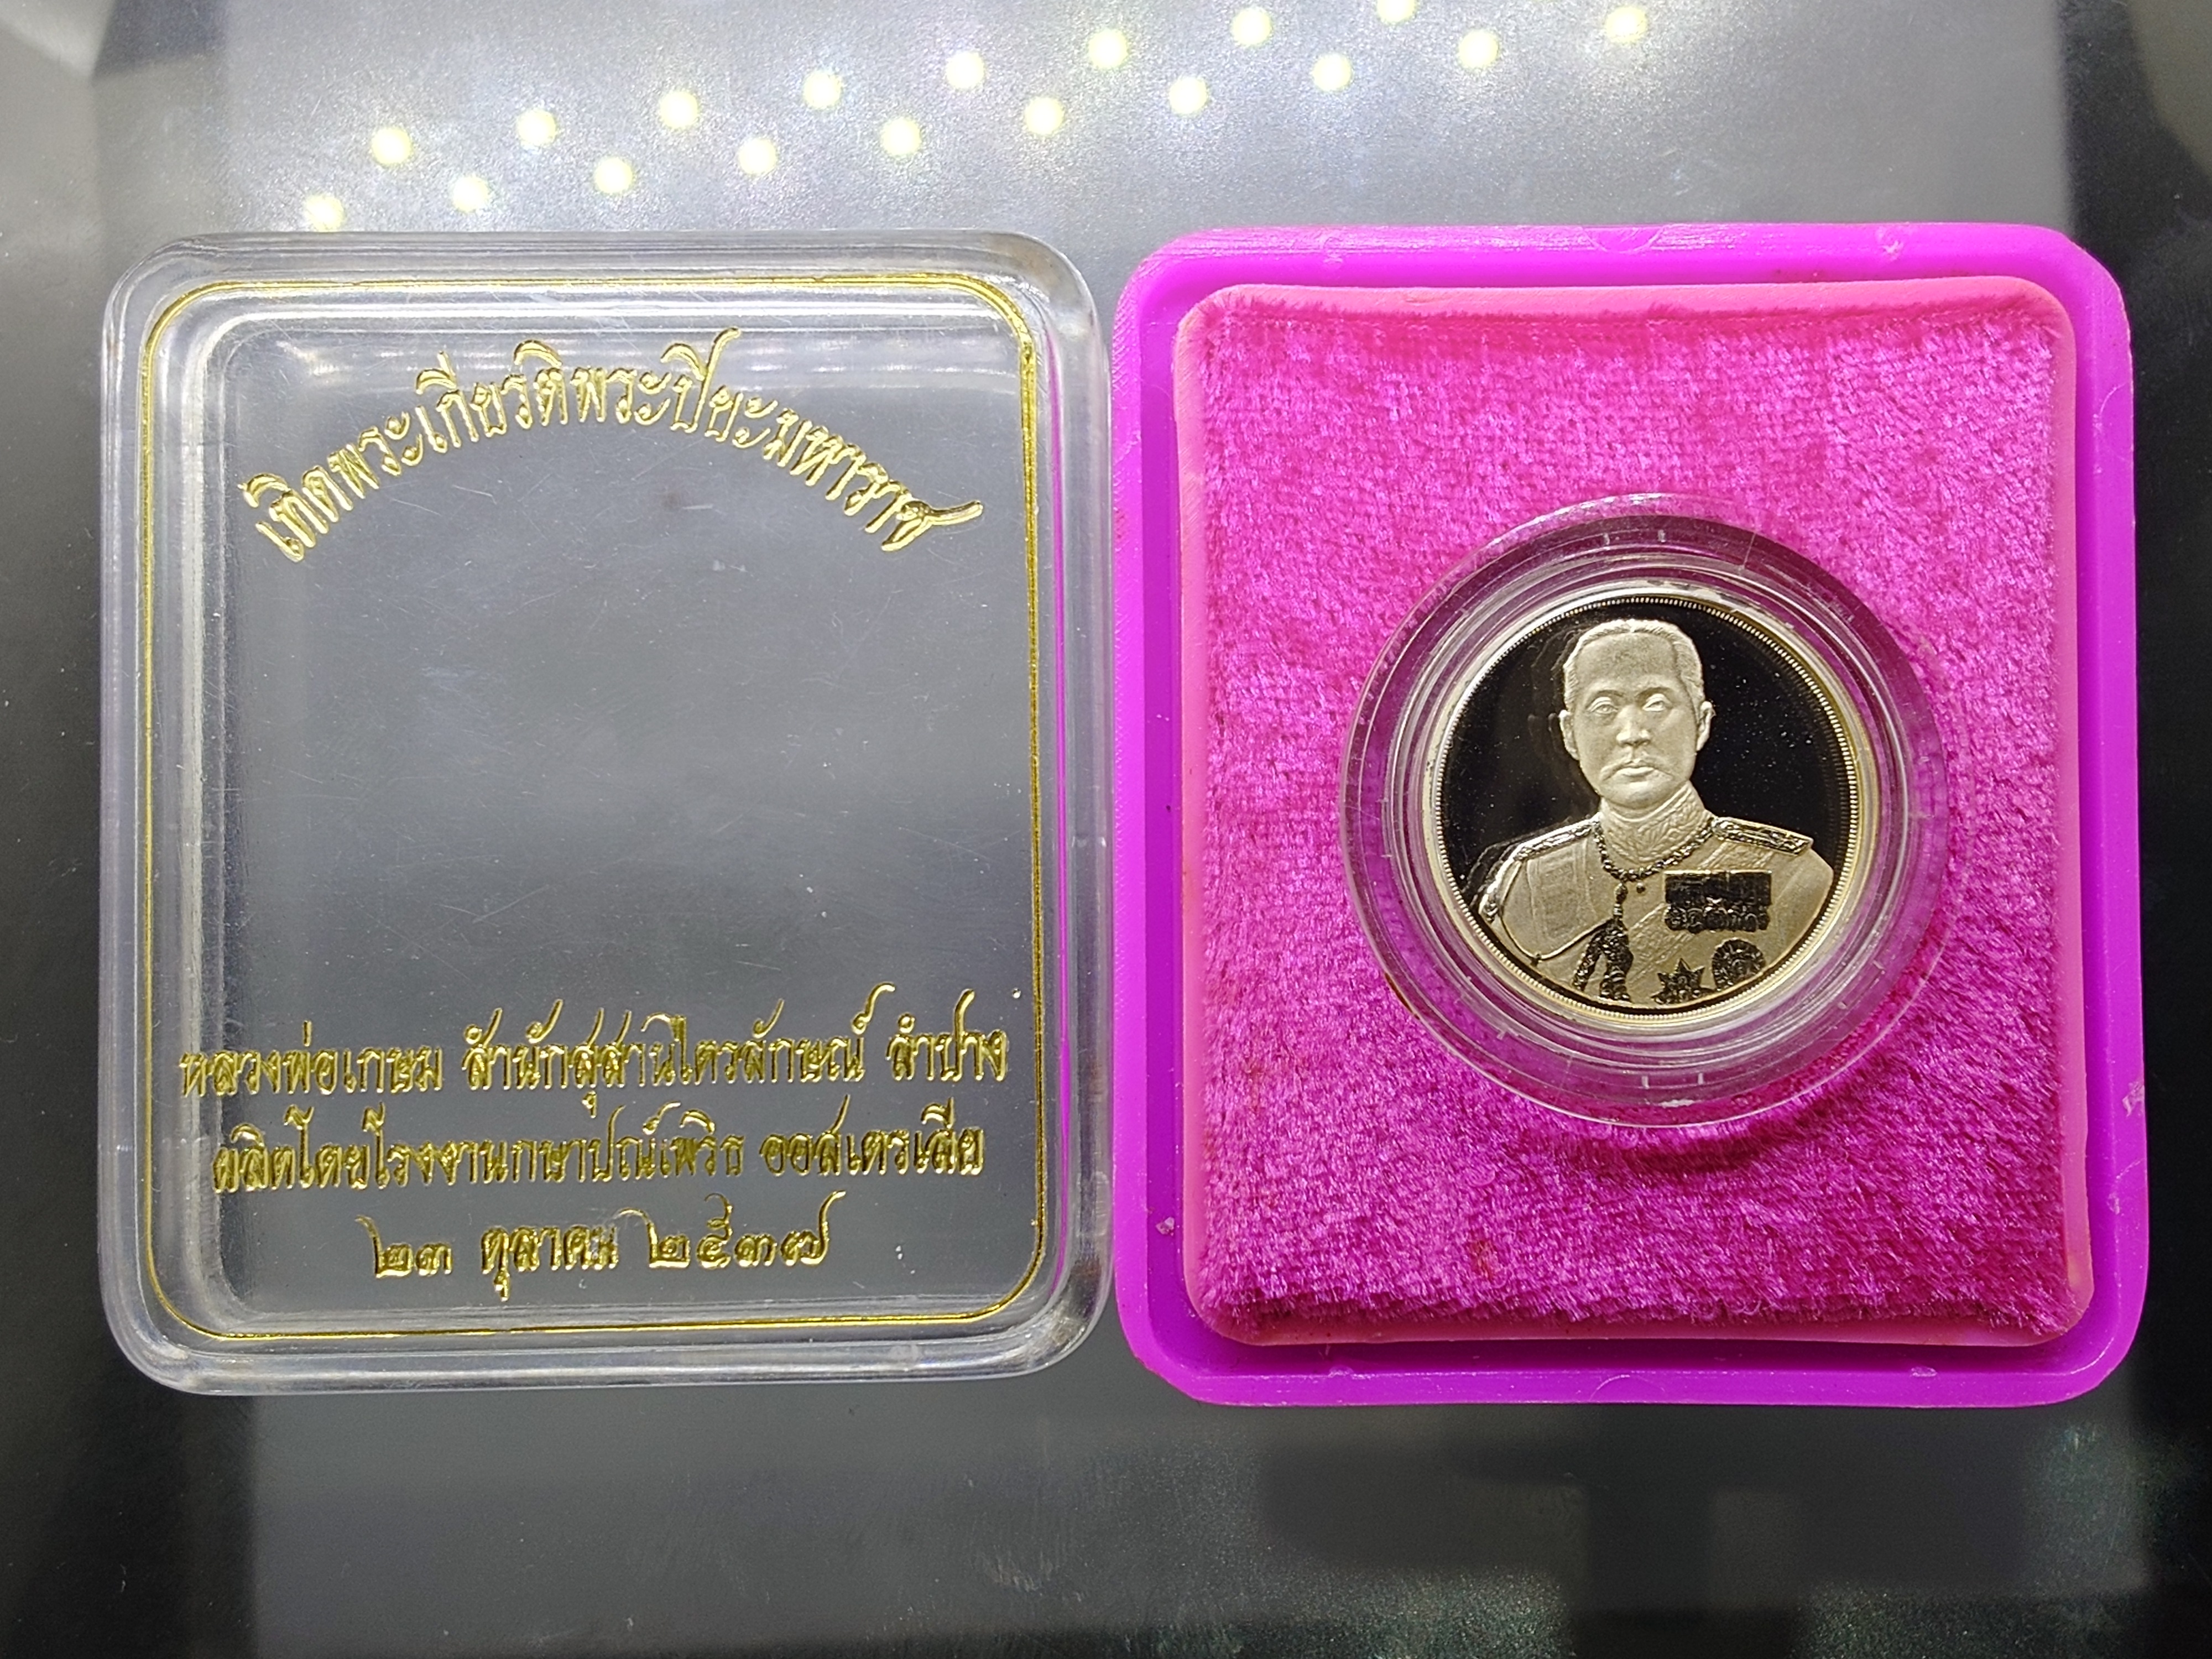 เทิดพระเกียรติพระปิยะมหาราช
หลวงพ่อเกษม สำนักสุสานไตรลักษณ์ ลำปาง
ผลิตโดยโรงงานกษาปณ์เพิร์ธ ออสเตรเลีย
๒๓ ตุลาคม ๒๕๓๗